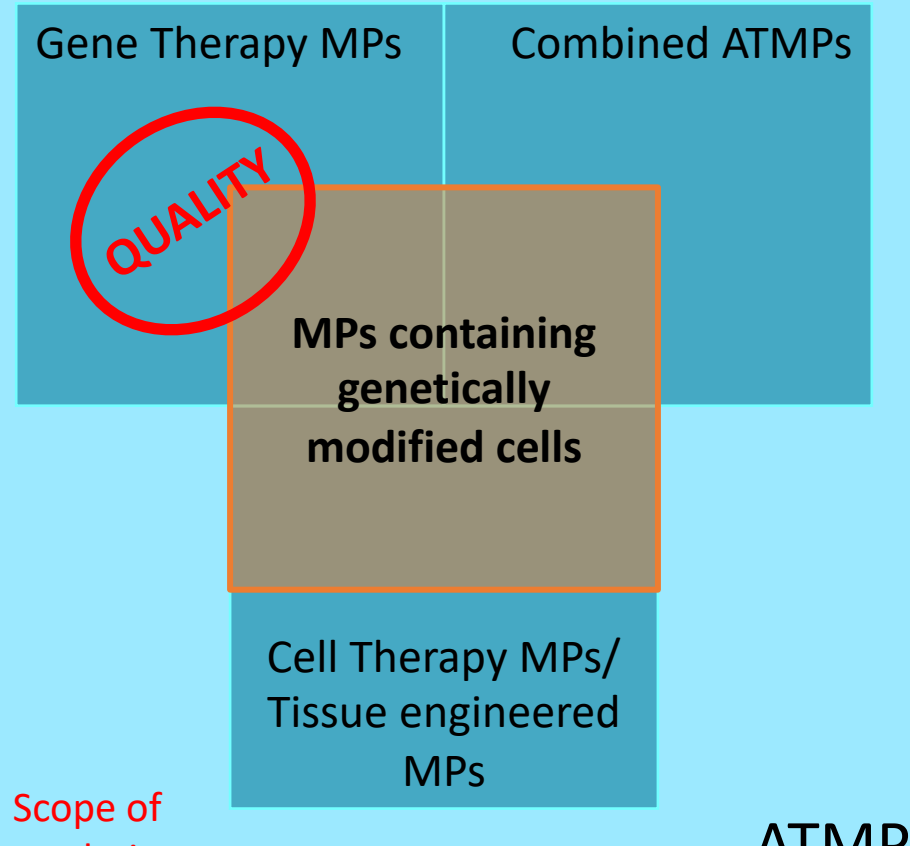 Gene Therapy MPs
Combined ATMPs
QUALITY
MPs containing
genetically
modified cells
Cell Therapy MPs/
Tissue engineered
MPs
Scope of
ATMP